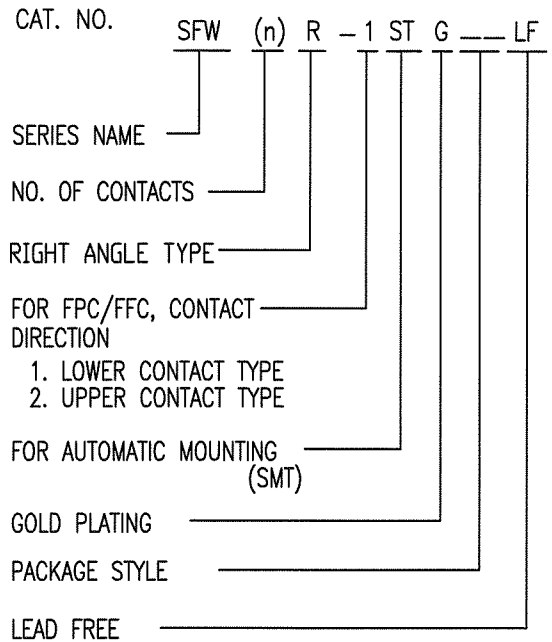 CAT. NO.
SFW (n) R - 1 ST G __ LF
SERIES NAME
NO. OF CONTACTS
RIGHT ANGLE TYPE
FOR FPC/FFC, CONTACT
DIRECTION
1. LOWER CONTACT TYPE
2. UPPER CONTACT TYPE
FOR AUTOMATIC MOUNTING
(SMT)
GOLD PLATING
PACKAGE STYLE
LEAD FREE